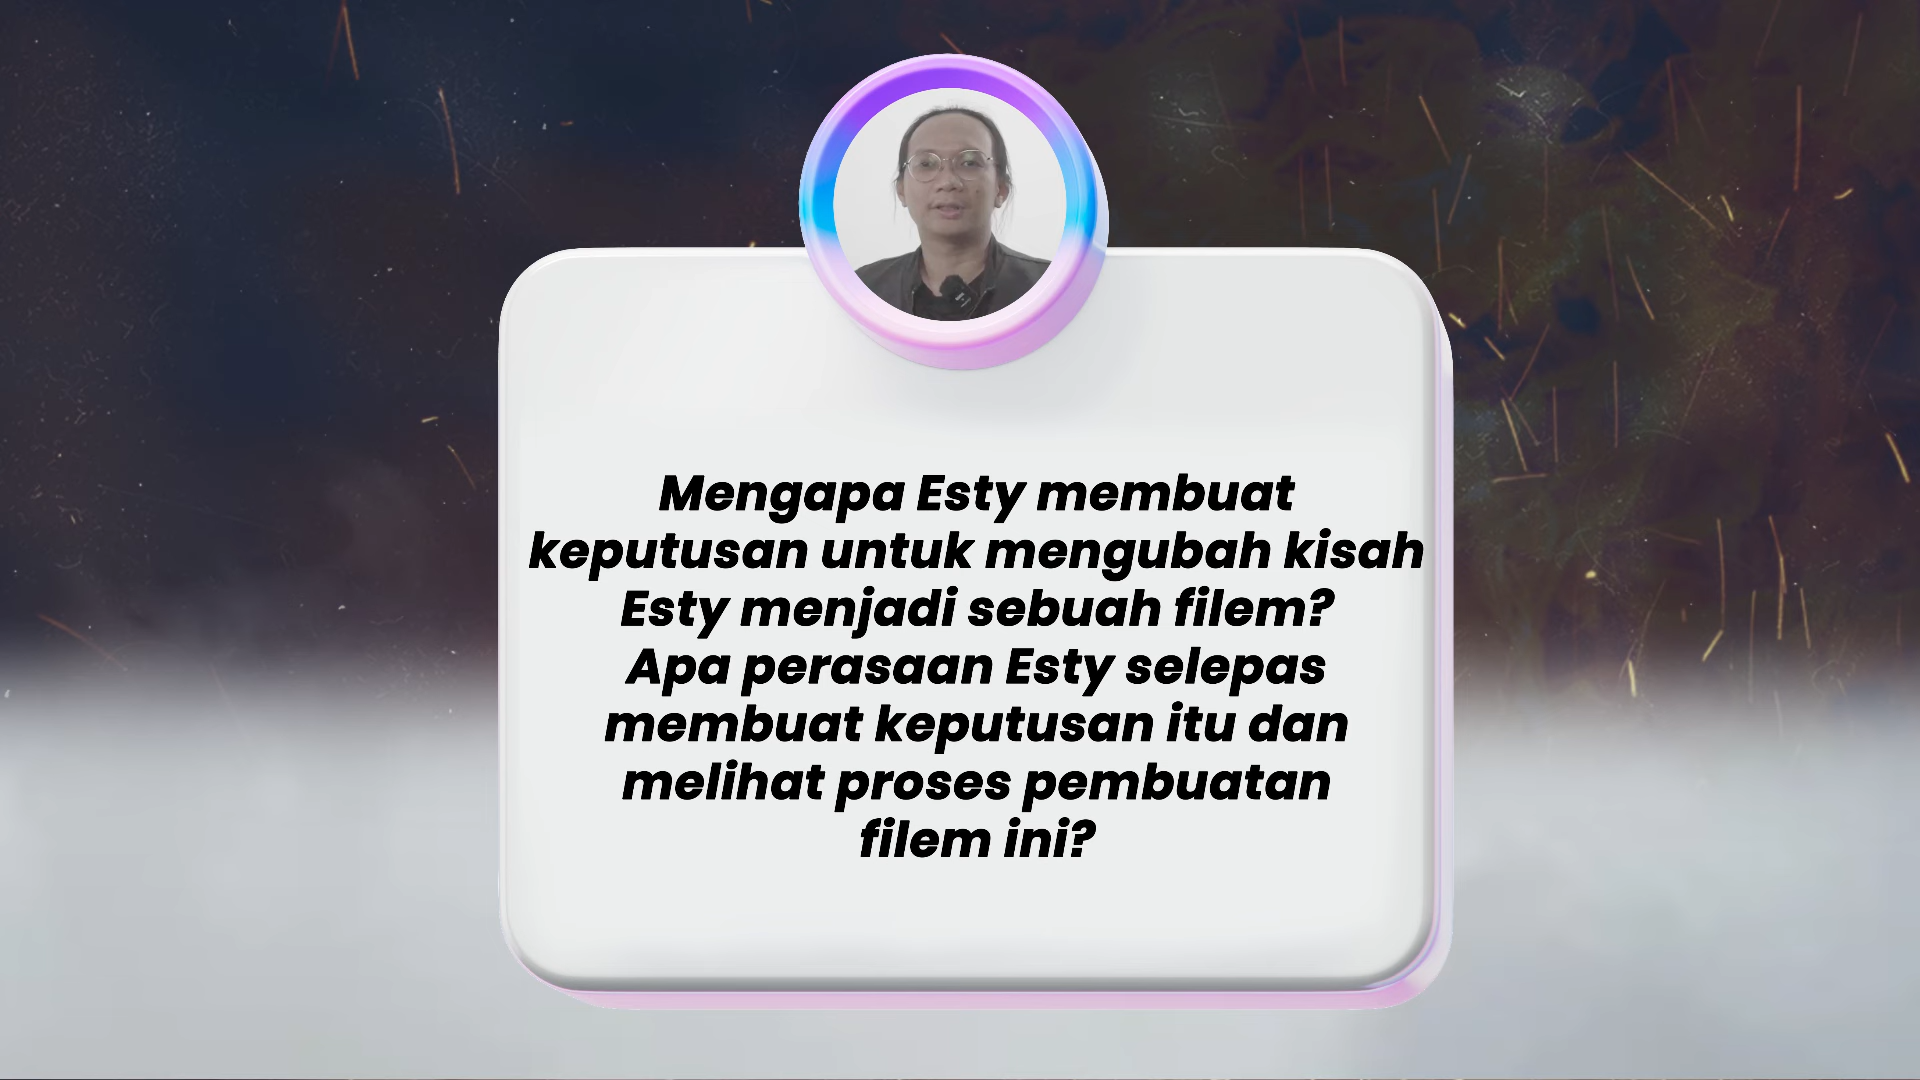 Mengapa Esty membuat
keputusan untuk mengubah kisah
Esty menjadi sebuah filem?
Apa perasaan Esty selepas
membuat keputusan itu dan
melihat proses pembuatan
filem ini?